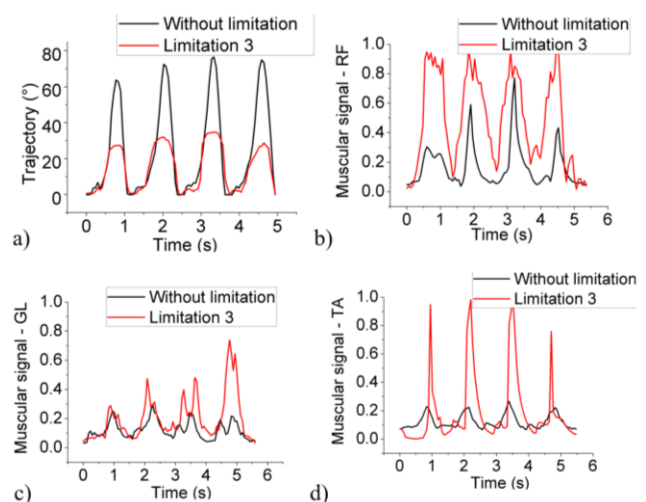 Without limitation
Limitation 3
80
60
40
20
0
Trajectory (°)
0 1 2 3 4 5
Time (s)
a)
Without limitation
Limitation 3
1.0
0.8
0.6
0.4
0.2
0.0
Muscular signal - RF
0 1 2 3 4 5 6
Time (s)
b)
Without limitation
Limitation 3
1.0
0.8
0.6
0.4
0.2
0.0
Muscular signal - GL
0 1 2 3 4 5 6
Time (s)
c)
Without limitation
Limitation 3
1.0
0.8
0.6
0.4
0.2
0.0
Muscular signal - TA
0 1 2 3 4 5 6
Time (s)
d)